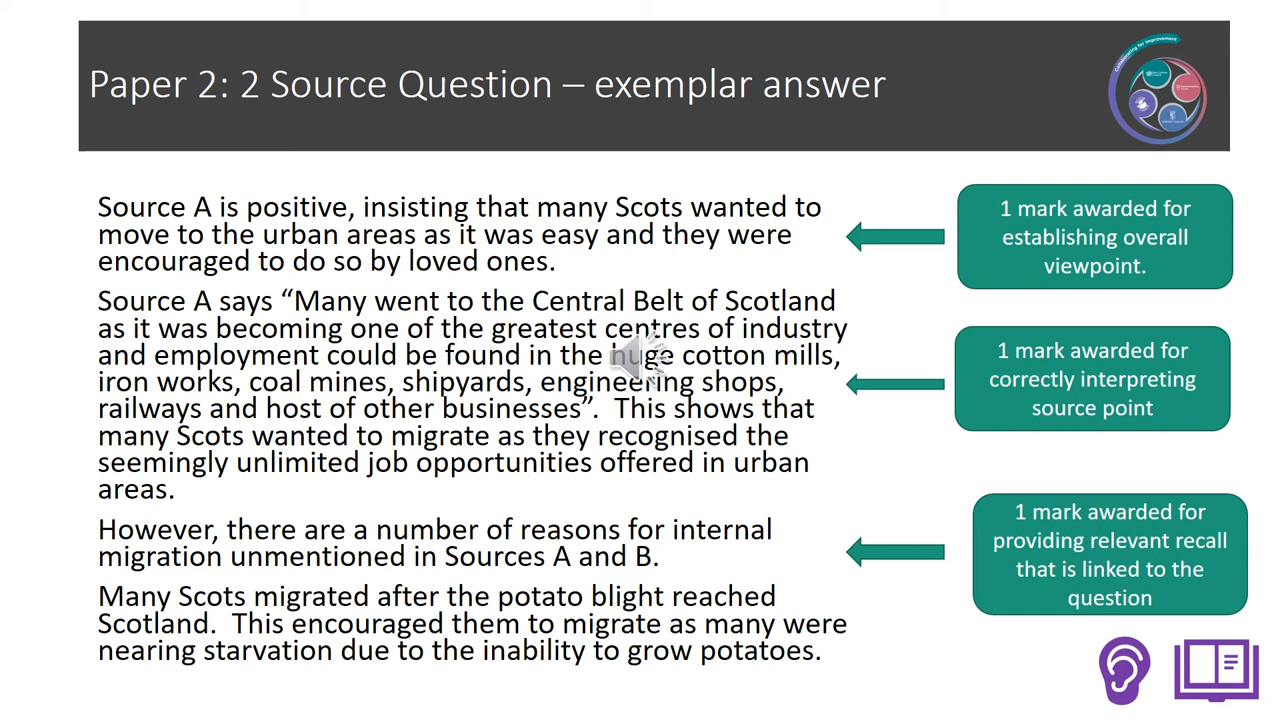 Paper 2: 2 Source Question – exemplar answer
Collaborating for Improvement
Source A is positive, insisting that many Scots wanted to
move to the urban areas as it was easy and they were
encouraged to do so by loved ones.
1 mark awarded for
establishing overall
viewpoint.
Source A says “Many went to the Central Belt of Scotland
as it was becoming one of the greatest centres of industry
and employment could be found in the huge cotton mills,
iron works, coal mines, shipyards, engineering shops,
railways and host of other businesses”.  This shows that
many Scots wanted to migrate as they recognised the
seemingly unlimited job opportunities offered in urban
areas.
1 mark awarded for
correctly interpreting
source point
However, there are a number of reasons for internal
migration unmentioned in Sources A and B.
Many Scots migrated after the potato blight reached
Scotland.  This encouraged them to migrate as many were
nearing starvation due to the inability to grow potatoes.
1 mark awarded for
providing relevant recall
that is linked to the
question